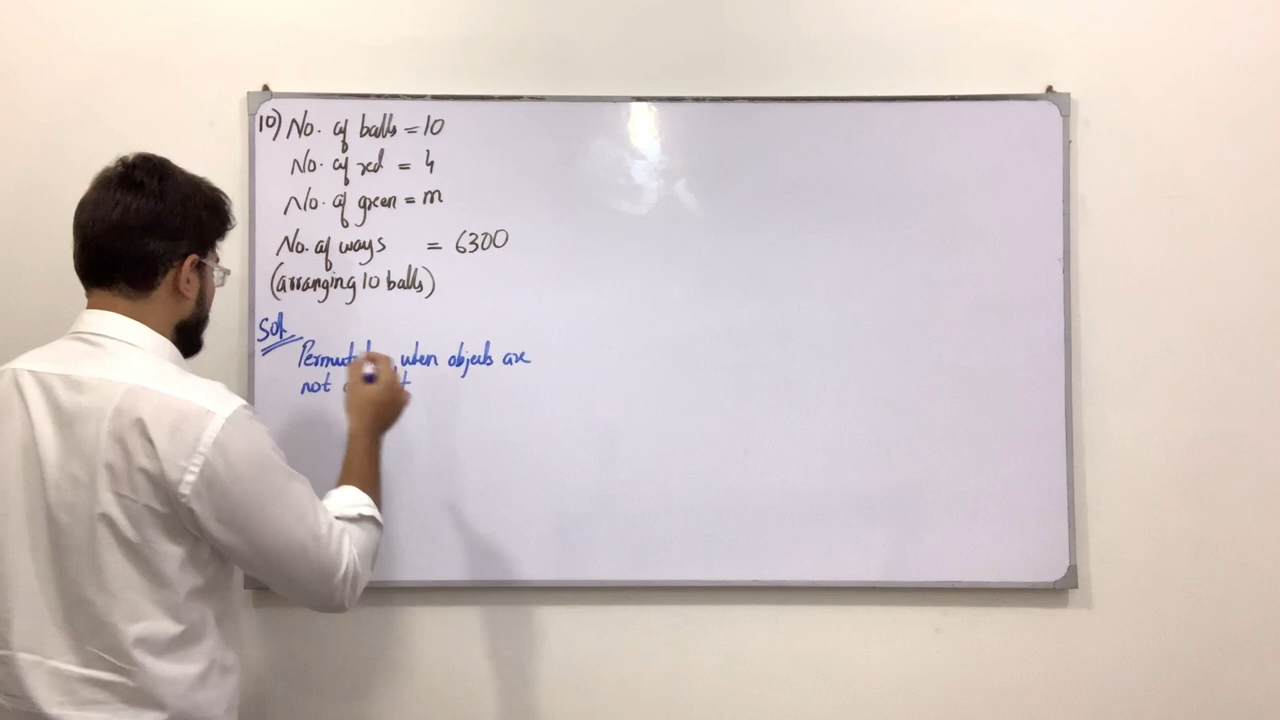 10) No. of balls = 10
No. of red = 4
No. of green = m
No. of ways = 6300
(arranging 10 balls)
Sol.
when objects are
not